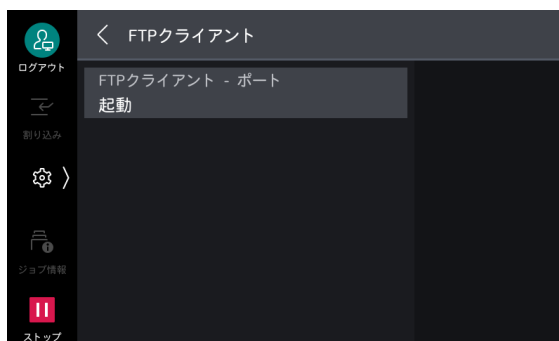 FTPクライアント
ログアウト
FTPクライアント - ポート
起動
割り込み
ジョブ情報
ストップ